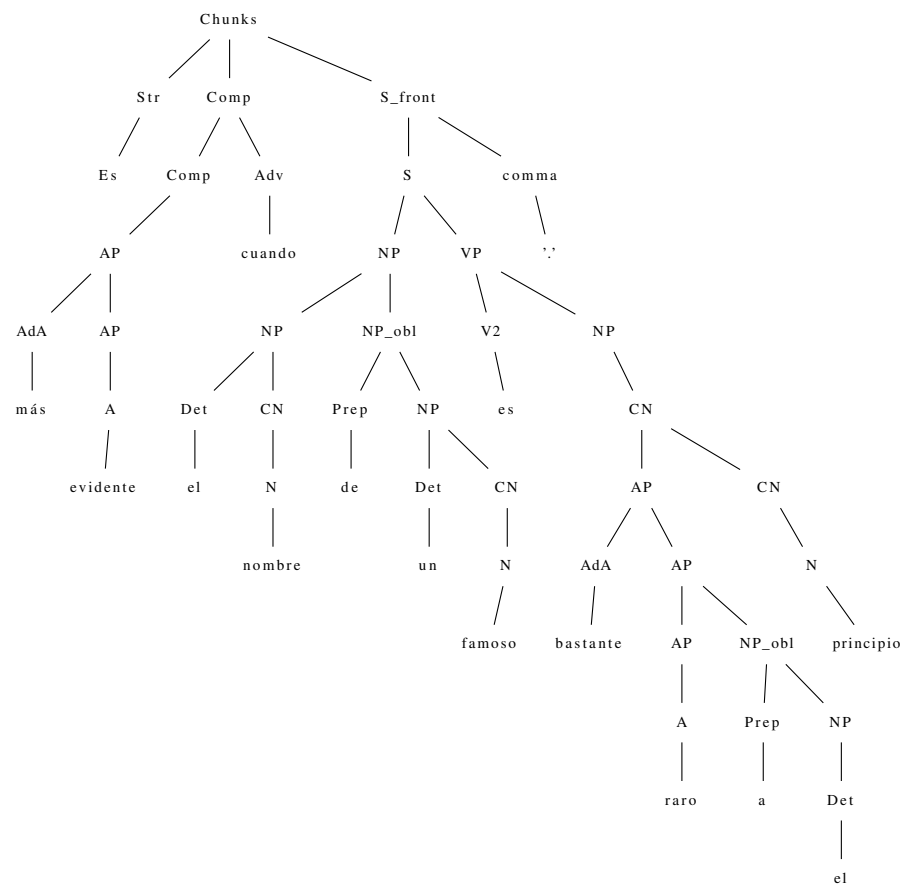 Chunks
Str Comp S_front
Es Comp Adv S comma
AP cuando NP VP '.'
AdA AP NP NP_obl V2 NP
más A Det CN Prep NP es CN
evidente el N de Det CN AP CN
nombre un N AdA AP N
famoso bastante AP NP_obl principio
A Prep NP
raro a Det
el